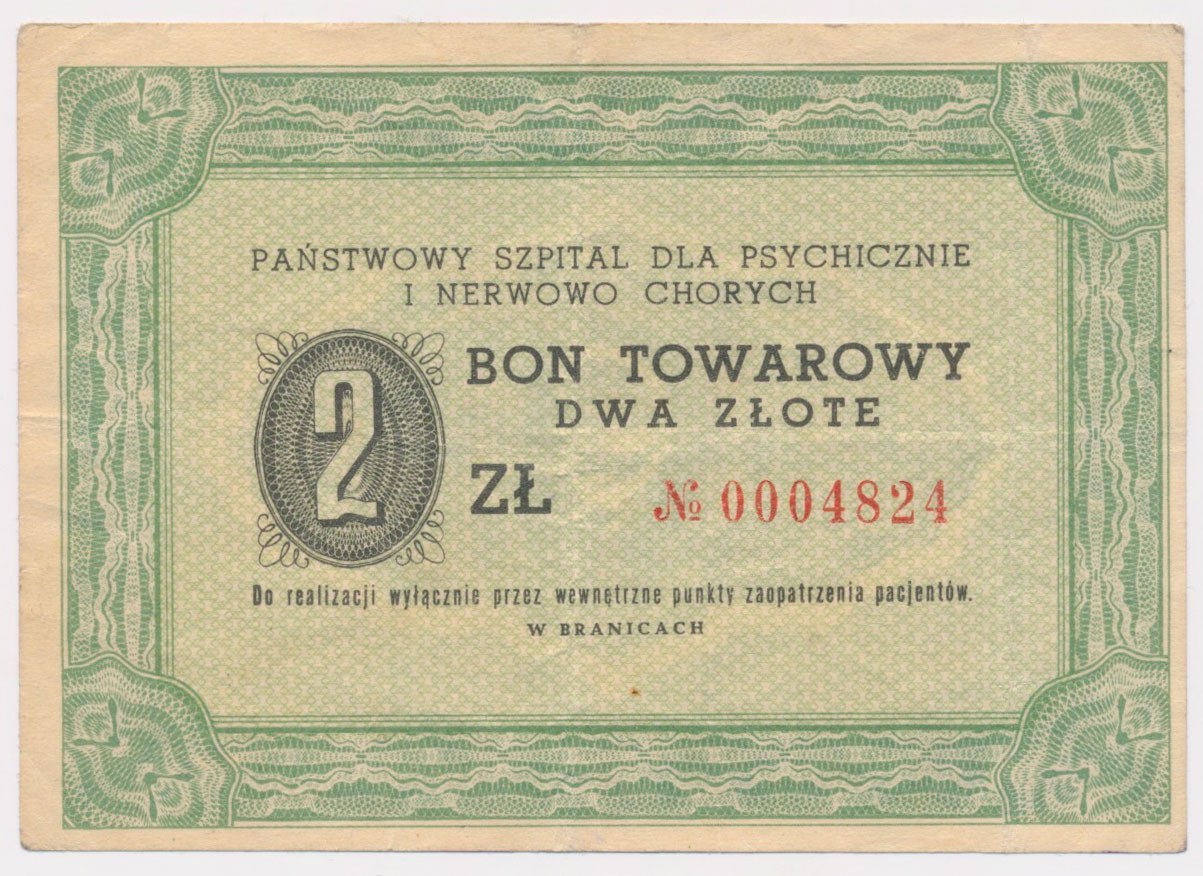 PAŃSTWOWY SZPITAL DLA PSYCHICZNIE
I NERWOWO CHORYCH
2
BON TOWAROWY
DWA ZŁOTE
ZŁ № 0004824
Do realizacji wyłącznie przez wewnętrzne punkty zaopatrzenia pacjentów.
W BRANICACH